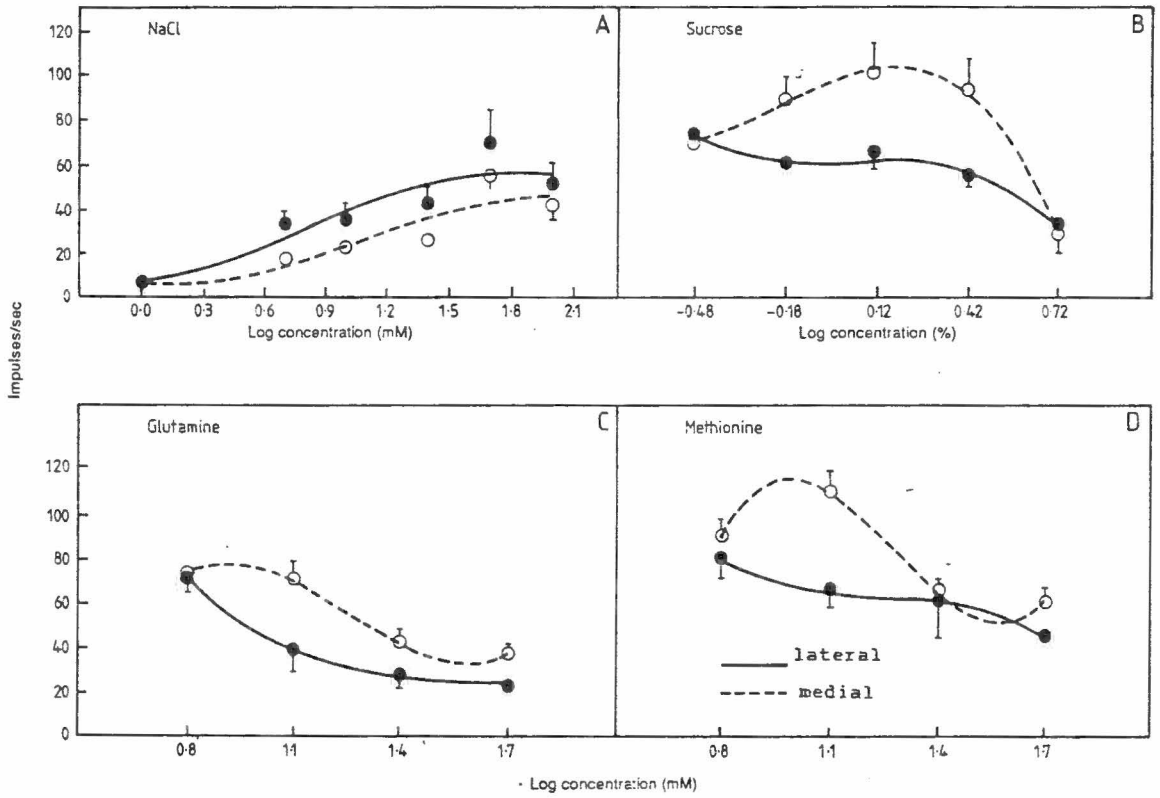 NaCl
A
120
100
80
60
40
20
0
0·0 0·3 0·6 0·9 1·2 1·5 1·8 2·1
Log concentration (mM)
Sucrose
B
-0·48 -0·18 0·12 0·42 0·72
Log concentration (%)
Impulses/sec
Glutamine
C
120
100
80
60
40
20
0
0·8 1·1 1·4 1·7
Methionine
D
lateral
medial
0·8 1·1 1·4 1·7
Log concentration (mM)